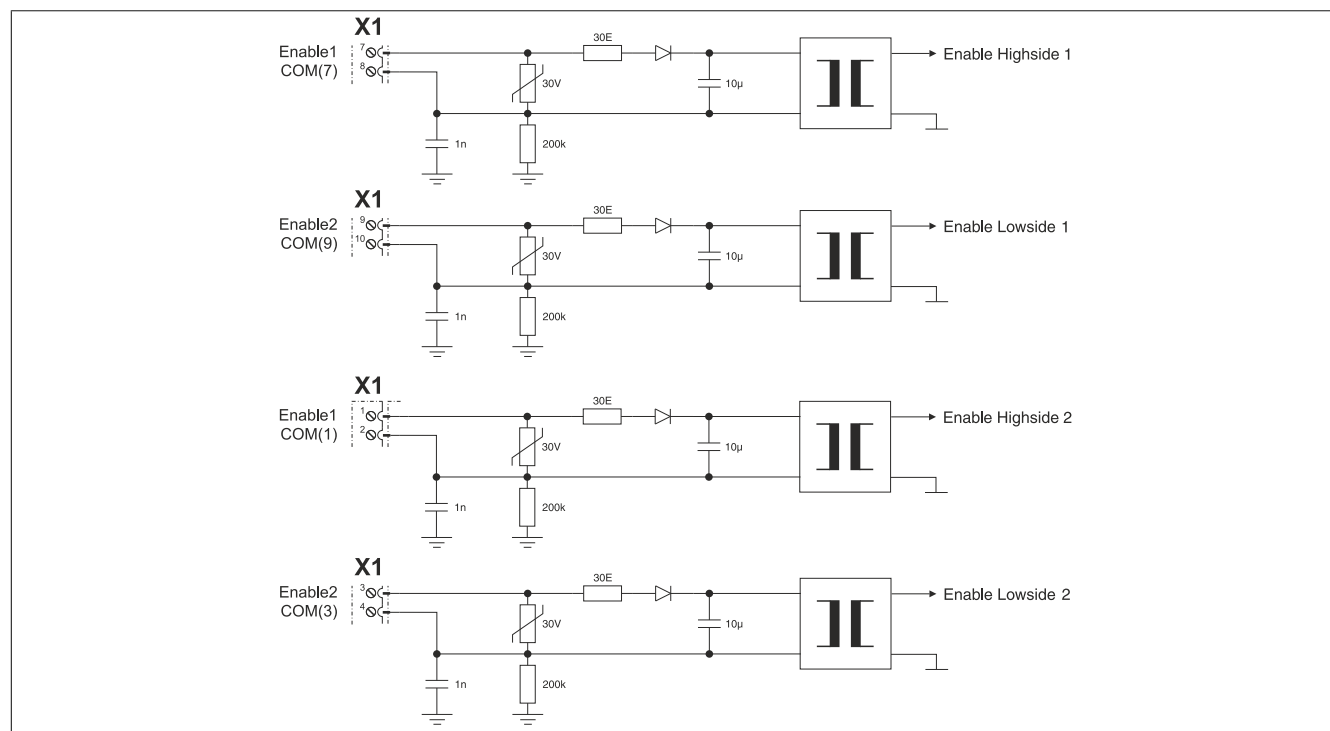 X1
Enable1 7 30E Enable Highside 1
COM(7) 8
30V 10µ
1n 200k
X1
Enable2 9 30E Enable Lowside 1
COM(9) 10
30V 10µ
1n 200k
X1
Enable1 1 30E Enable Highside 2
COM(1) 2
30V 10µ
1n 200k
X1
Enable2 3 30E Enable Lowside 2
COM(3) 4
30V 10µ
1n 200k